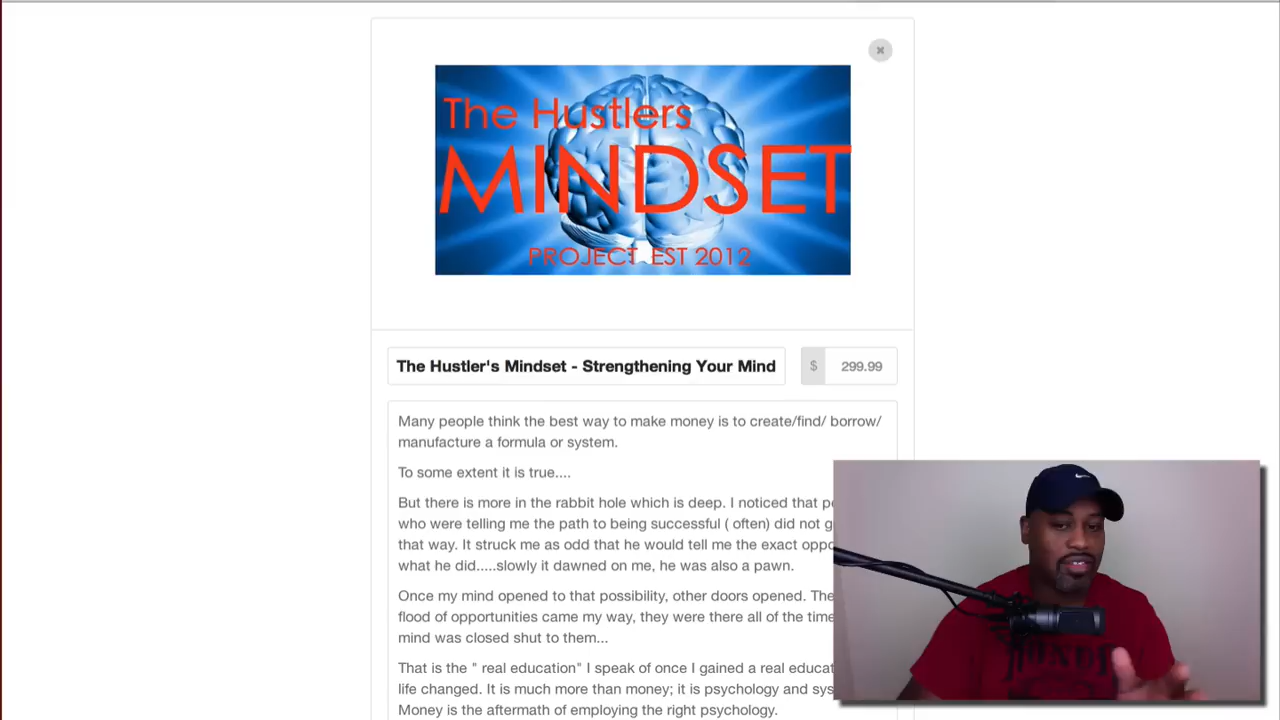 The Hustlers
MINDSET
PROJECT EST 2012
The Hustler's Mindset - Strengthening Your Mind
$ 299.99
Many people think the best way to make money is to create/find/ borrow/
manufacture a formula or system.
To some extent it is true....
But there is more in the rabbit hole which is deep. I noticed that
who were telling me the path to being successful ( often) did not
that way. It struck me as odd that he would tell me the exact
what he did.....slowly it dawned on me, he was also a pawn.
Once my mind opened to that possibility, other doors opened.
flood of opportunities came my way, they were there all of the time
mind was closed shut to them...
That is the " real education" I speak of once I gained a real
life changed. It is much more than money; it is psychology and
Money is the aftermath of employing the right psychology.